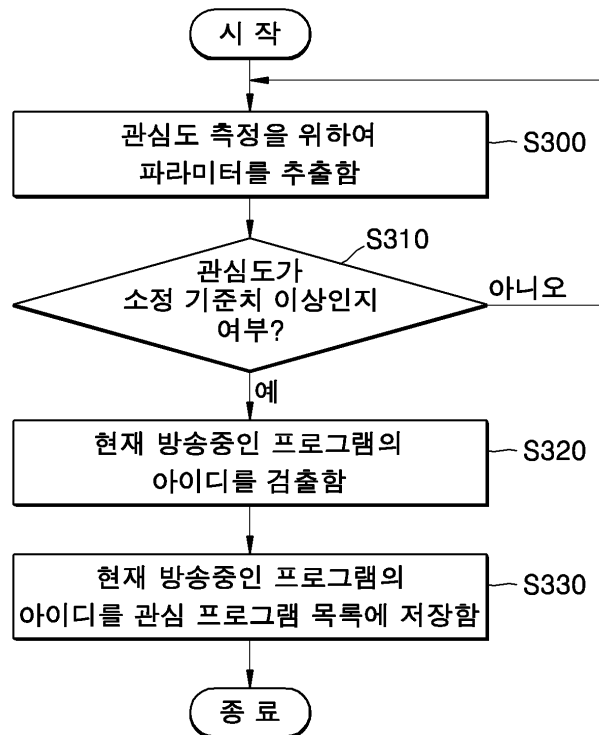 시 작
관심도 측정을 위하여
파라미터를 추출함
S300
S310
관심도가
소정 기준치 이상인지
여부?
아니오
예
현재 방송중인 프로그램의
아이디를 검출함
S320
현재 방송중인 프로그램의
아이디를 관심 프로그램 목록에 저장함
S330
종 료